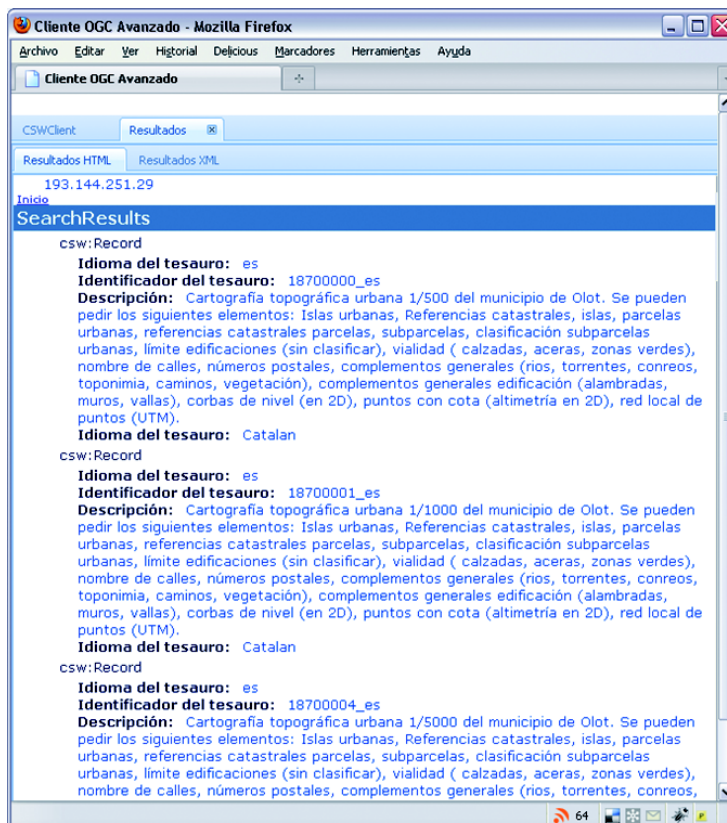 Cliente OGC Avanzado - Mozilla Firefox
Archivo Editar Ver Historial Delicious Marcadores Herramientas Ayuda
Cliente OGC Avanzado
CSWClient Resultados
Resultados HTML Resultados XML
193.144.251.29
Inicio
SearchResults
csw:Record
Idioma del tesauro: es
Identificador del tesauro: 18700000_es
Descripción: Cartografía topográfica urbana 1/500 del municipio de Olot. Se pueden
pedir los siguientes elementos: Islas urbanas, Referencias catastrales, islas, parcelas
urbanas, referencias catastrales parcelas, subparcelas, clasificación subparcelas
urbanas, límite edificaciones (sin clasificar), vialidad ( calzadas, aceras, zonas verdes),
nombre de calles, números postales, complementos generales (rios, torrentes, conreos,
toponimia, caminos, vegetación), complementos generales edificación (alambradas,
muros, vallas), corbas de nivel (en 2D), puntos con cota (altimetría en 2D), red local de
puntos (UTM).
Idioma del tesauro: Catalan
csw:Record
Idioma del tesauro: es
Identificador del tesauro: 18700001_es
Descripción: Cartografía topográfica urbana 1/1000 del municipio de Olot. Se pueden
pedir los siguientes elementos: Islas urbanas, Referencias catastrales, islas, parcelas
urbanas, referencias catastrales parcelas, subparcelas, clasificación subparcelas
urbanas, límite edificaciones (sin clasificar), vialidad ( calzadas, aceras, zonas verdes),
nombre de calles, números postales, complementos generales (rios, torrentes, conreos,
toponimia, caminos, vegetación), complementos generales edificación (alambradas,
muros, vallas), corbas de nivel (en 2D), puntos con cota (altimetría en 2D), red local de
puntos (UTM).
Idioma del tesauro: Catalan
csw:Record
Idioma del tesauro: es
Identificador del tesauro: 18700004_es
Descripción: Cartografía topográfica urbana 1/5000 del municipio de Olot. Se pueden
pedir los siguientes elementos: Islas urbanas, Referencias catastrales, islas, parcelas
urbanas, referencias catastrales parcelas, subparcelas, clasificación subparcelas
urbanas, límite edificaciones (sin clasificar), vialidad ( calzadas, aceras, zonas verdes),
nombre de calles, números postales, complementos generales (rios, torrentes, conreos,
64